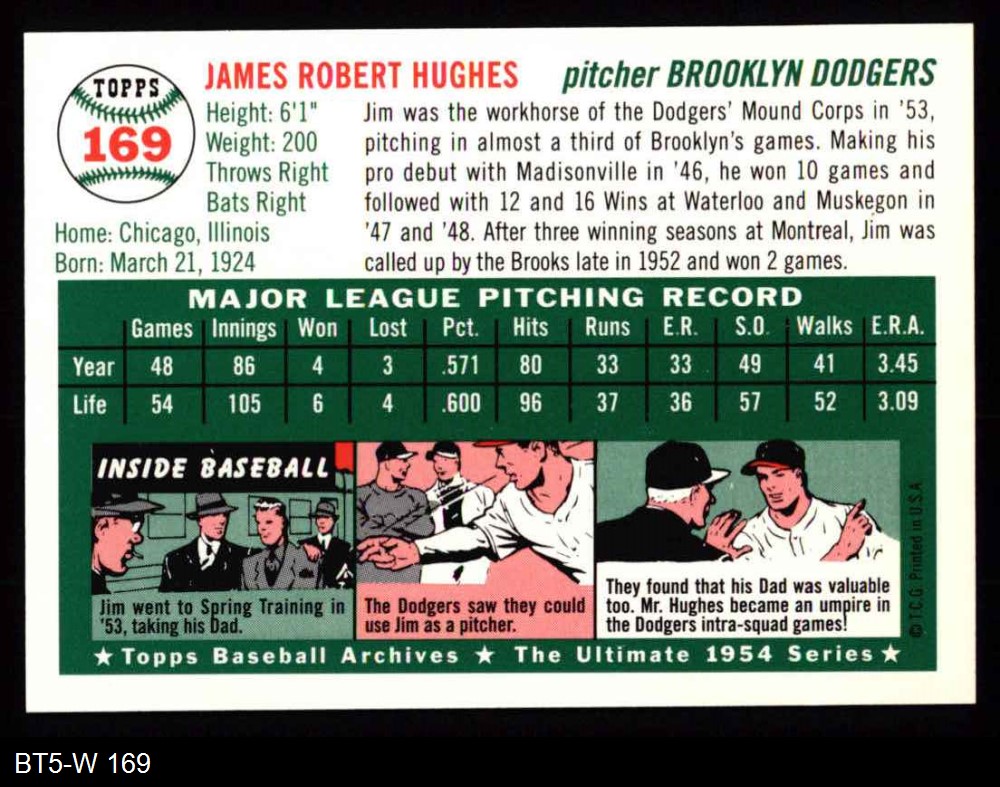 TOPPS
169
JAMES ROBERT HUGHES
pitcher BROOKLYN DODGERS
Height: 6'1"
Weight: 200
Throws Right
Bats Right
Home: Chicago, Illinois
Born: March 21, 1924
Jim was the workhorse of the Dodgers' Mound Corps in '53,
pitching in almost a third of Brooklyn's games. Making his
pro debut with Madisonville in '46, he won 10 games and
followed with 12 and 16 Wins at Waterloo and Muskegon in
'47 and '48. After three winning seasons at Montreal, Jim was
called up by the Brooks late in 1952 and won 2 games.
MAJOR LEAGUE PITCHING RECORD
Games Innings Won Lost Pct. Hits Runs E.R. S.O. Walks E.R.A.
Year 48 86 4 3 .571 80 33 33 49 41 3.45
Life 54 105 6 4 .600 96 37 36 57 52 3.09
INSIDE BASEBALL
Jim went to Spring Training in
'53, taking his Dad.
The Dodgers saw they could
use Jim as a pitcher.
They found that his Dad was valuable
too. Mr. Hughes became an umpire in
the Dodgers intra-squad games!
© T.C.G. Printed in U.S.A
★ Topps Baseball Archives ★ The Ultimate 1954 Series ★
BT5-W 169